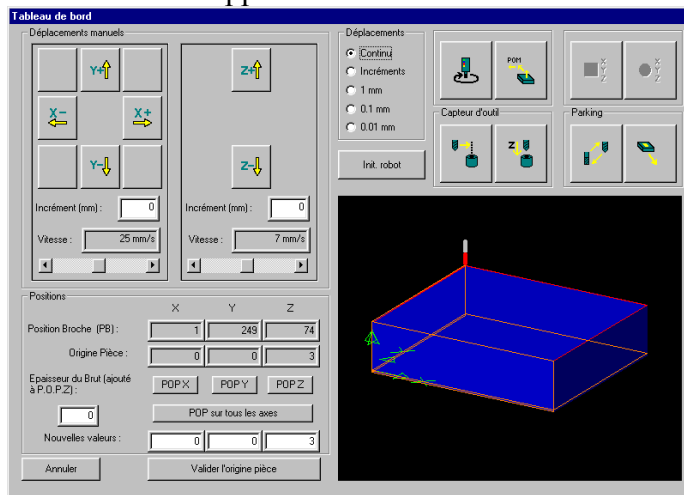 Tableau de bord
Déplacements manuels
Y+
X-
X+
Y-
Z+
Z-
Incrément (mm) : 0
Vitesse : 25 mm/s
Incrément (mm) : 0
Vitesse : 7 mm/s
Déplacements
Continu
Incréments
1 mm
0.1 mm
0.01 mm
Init. robot
POM
X
Y
Z
X
Y
Z
Capteur d'outil
Z
Parking
Positions
X Y Z
Position Broche (PB) : 1 249 74
Origine Pièce : 0 0 3
Epaisseur du Brut (ajouté
à P.O.P.Z) :
POP X POP Y POP Z
0
POP sur tous les axes
Nouvelles valeurs : 0 0 3
Annuler
Valider l'origine pièce